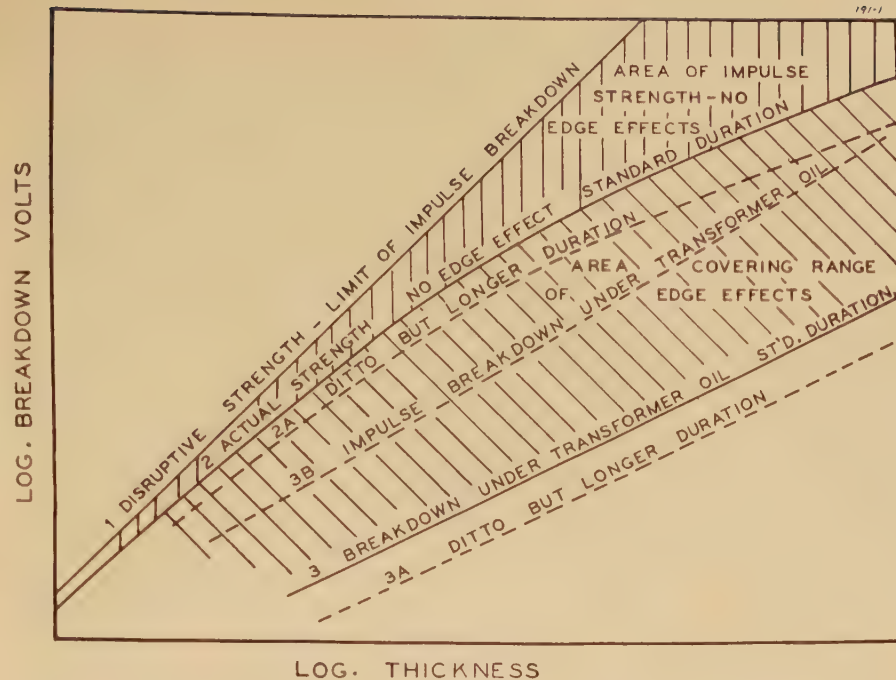 191-1
AREA OF IMPULSE
STRENGTH-NO
EDGE EFFECTS
1 DISRUPTIVE STRENGTH - LIMIT OF IMPULSE BREAKDOWN
2 ACTUAL STRENGTH NO EDGE EFFECT STANDARD DURATION
2A DITTO BUT LONGER DURATION
3B IMPULSE BREAKDOWN UNDER TRANSFORMER OIL
AREA COVERING RANGE
OF EDGE EFFECTS
3 BREAKDOWN UNDER TRANSFORMER OIL ST'D. DURATION
3A DITTO BUT LONGER DURATION
LOG. BREAKDOWN VOLTS
LOG. THICKNESS